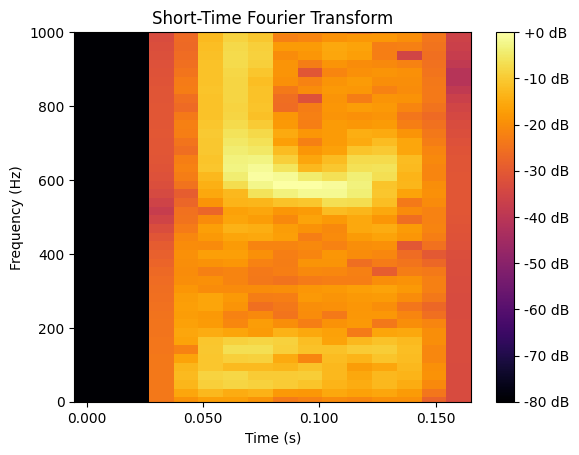 Short-Time Fourier Transform
1000
800
600
400
200
0
Frequency (Hz)
0.000
0.050
0.100
0.150
Time (s)
+0 dB
-10 dB
-20 dB
-30 dB
-40 dB
-50 dB
-60 dB
-70 dB
-80 dB